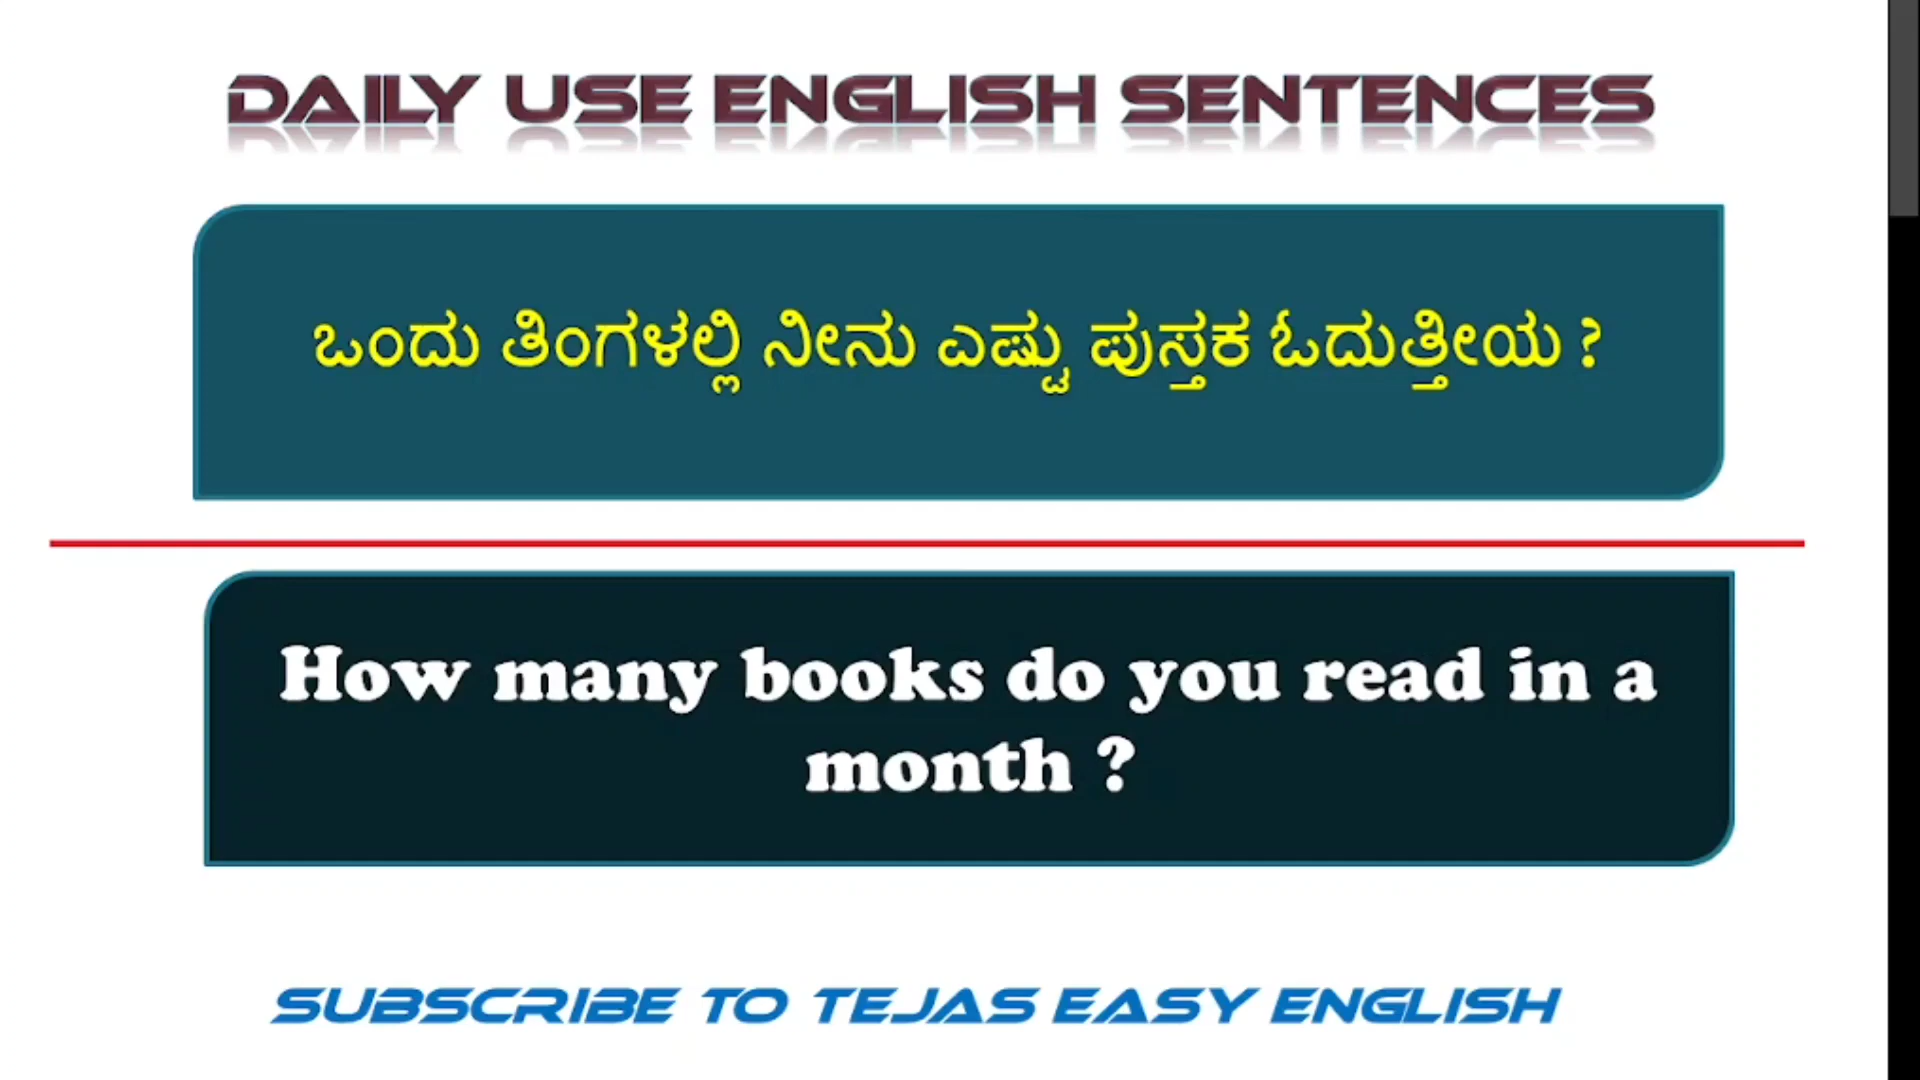 DAILY USE ENGLISH SENTENCES
ಒಂದು ತಿಂಗಳಲ್ಲಿ ನೀನು ಎಷ್ಟು ಪುಸ್ತಕ ಓದುತ್ತೀಯ ?
How many books do you read in a
month ?
SUBSCRIBE TO TEJAS EASY ENGLISH